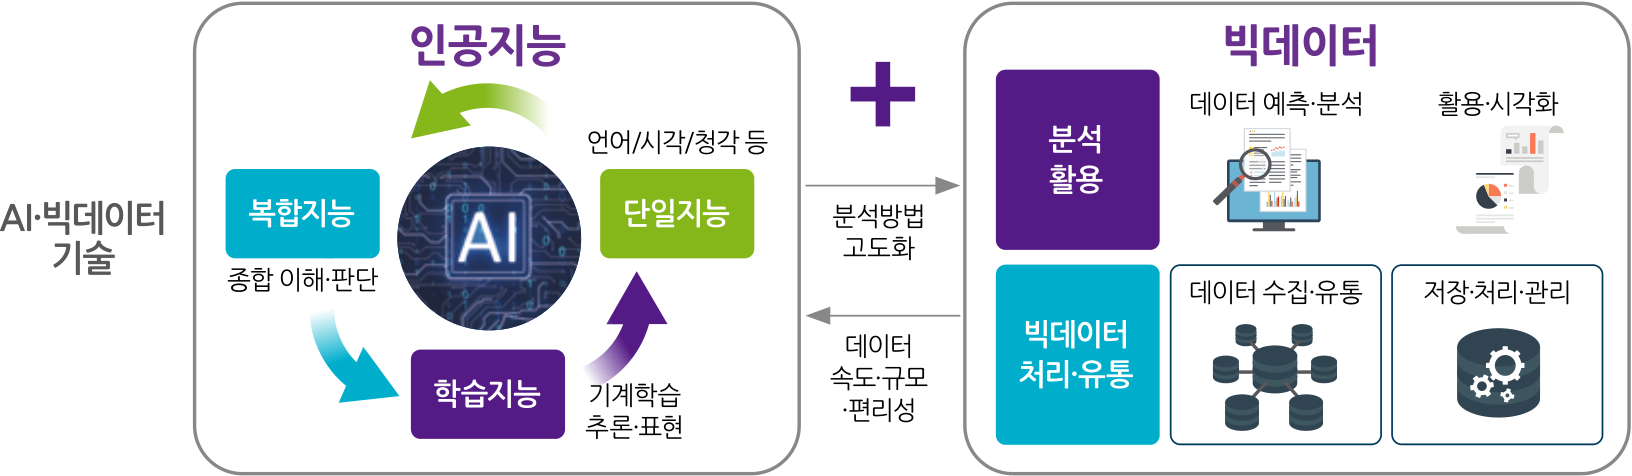 AI·빅데이터
기술
인공지능
언어/시각/청각 등
복합지능
AI
단일지능
종합 이해·판단
학습지능
기계학습
추론·표현
분석방법
고도화
데이터
속도·규모
·편리성
빅데이터
분석
활용
데이터 예측·분석
활용·시각화
빅데이터
처리·유통
데이터 수집·유통
저장·처리·관리